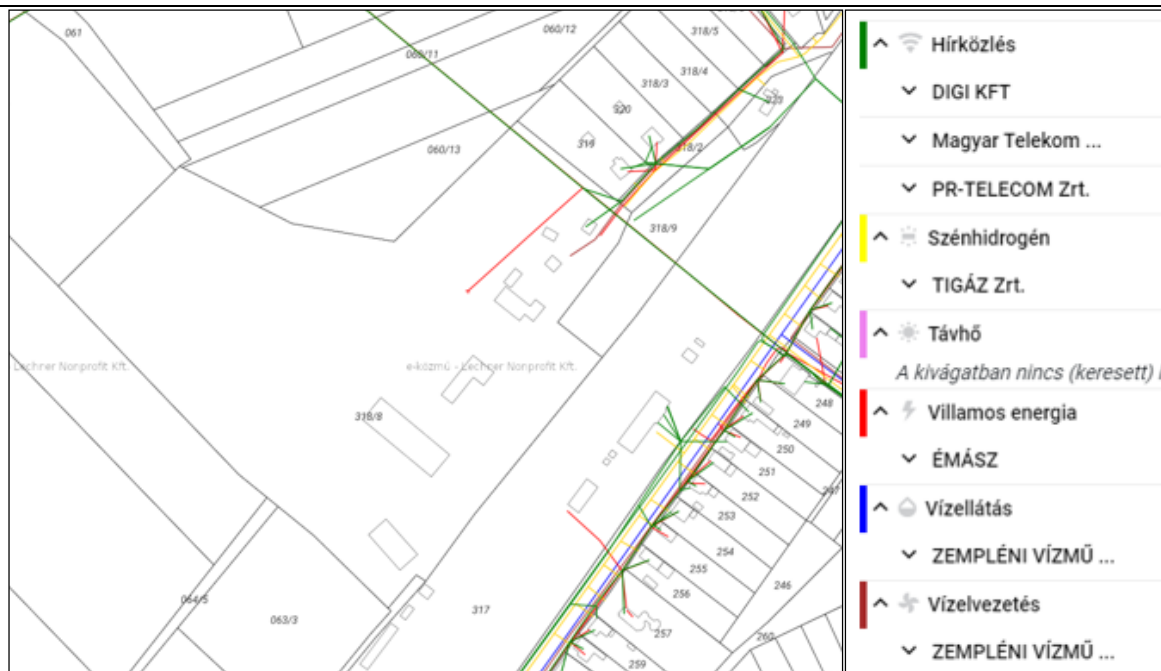 061
060/12
060/11
318/5
318/4
318/3
320
319
323
318/2
060/13
318/9
Lechner Nonprofit Kft.
e-közmű - Lechner Nonprofit Kft.
318/8
248
249
250
251
247
252
253
254
255
246
256
064/5
063/3
317
257
260
259
Hírközlés
DIGI KFT
Magyar Telekom ...
PR-TELECOM Zrt.
Szénhidrogén
TIGÁZ Zrt.
Távhő
A kivágatban nincs (keresett)
Villamos energia
ÉMÁSZ
Vízellátás
ZEMPLÉNI VÍZMŰ ...
Vízelvezetés
ZEMPLÉNI VÍZMŰ ...